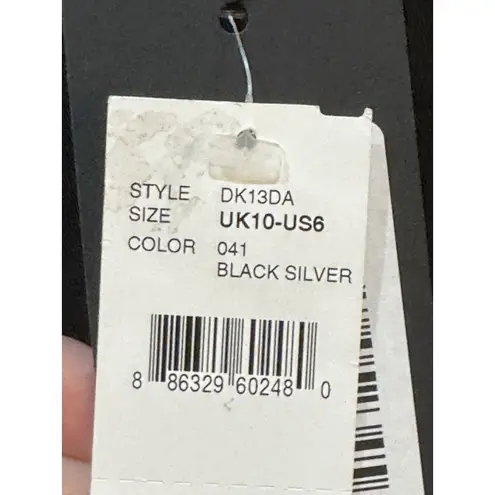 STYLE DK13DA
SIZE UK10-US6
COLOR 041
BLACK SILVER
8 86329 60248 0